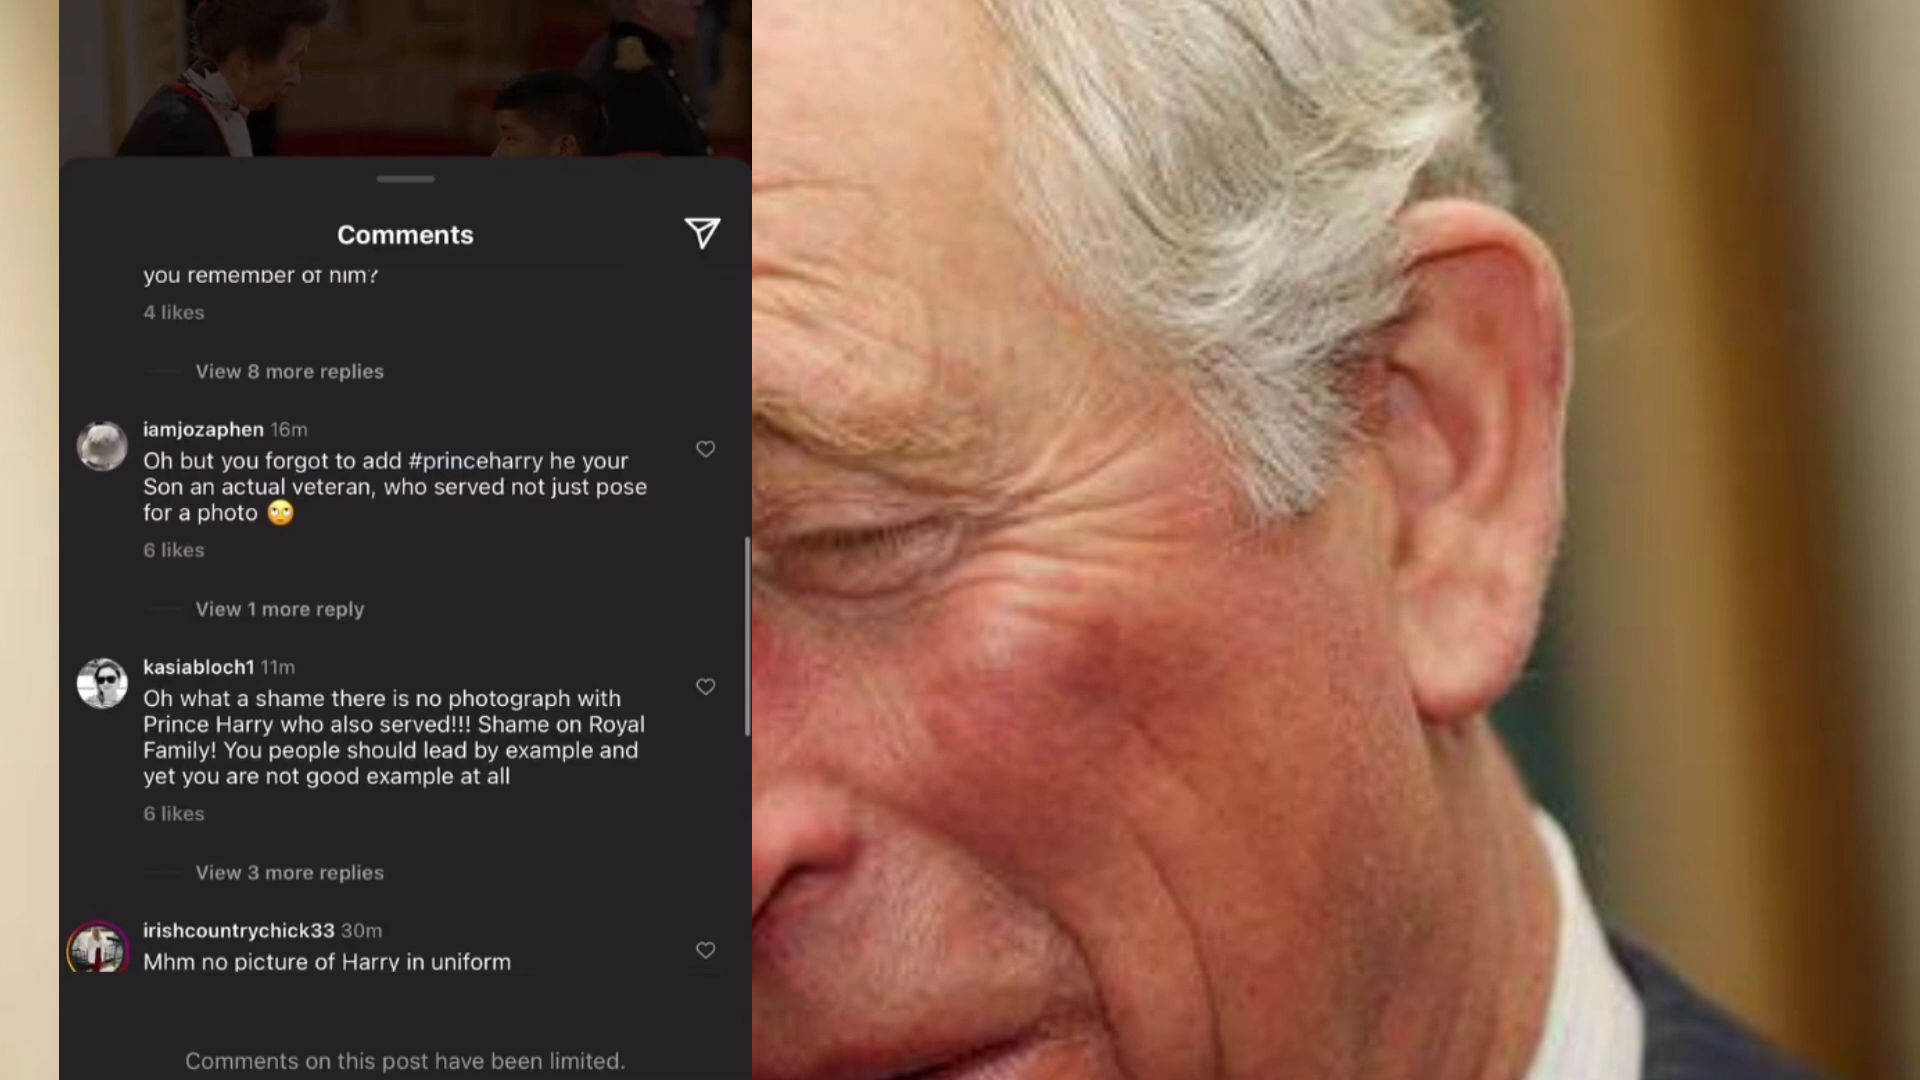 Comments
you remember of him?
4 likes
View 8 more replies
iamjozaphen 16m
Oh but you forgot to add #princeharry he your
Son an actual veteran, who served not just pose
for a photo 🙄
6 likes
View 1 more reply
kasiabloch1 11m
Oh what a shame there is no photograph with
Prince Harry who also served!!! Shame on Royal
Family! You people should lead by example and
yet you are not good example at all
6 likes
View 3 more replies
irishcountrychick33 30m
Mhm no picture of Harry in uniform
Comments on this post have been limited.